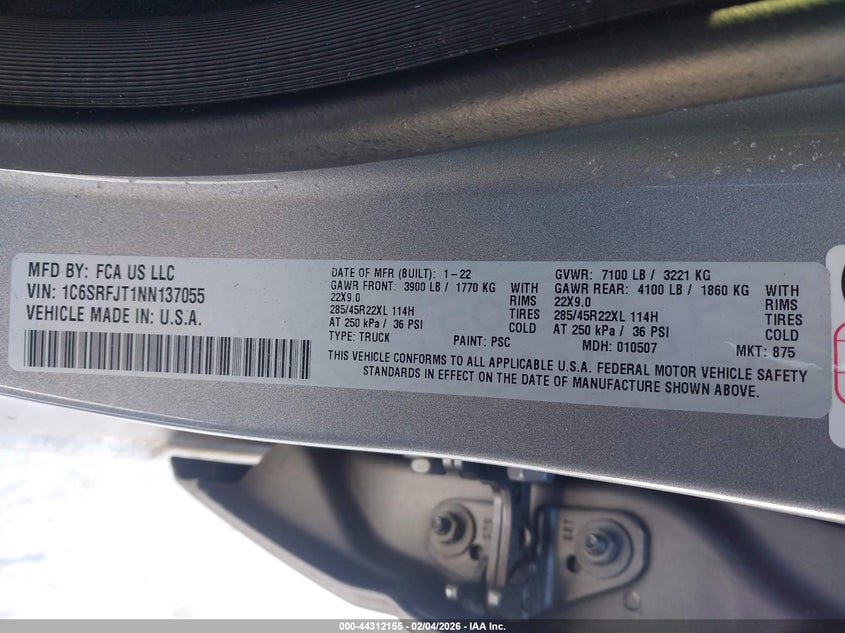 MFD BY: FCA US LLC
VIN: 1C6SRFJT1NN137055
VEHICLE MADE IN: U.S.A.
DATE OF MFR (BUILT): 1-22
GAWR FRONT: 3900 LB / 1770 KG WITH
22X9.0 RIMS
285/45R22XL 114H TIRES
AT 250 kPa / 36 PSI COLD
TYPE: TRUCK PAINT: PSC
GVWR: 7100 LB / 3221 KG
GAWR REAR: 4100 LB / 1860 KG WITH
22X9.0 RIMS
285/45R22XL 114H TIRES
AT 250 kPa / 36 PSI COLD
MDH: 010507 MKT: 875
THIS VEHICLE CONFORMS TO ALL APPLICABLE U.S.A. FEDERAL MOTOR VEHICLE SAFETY
STANDARDS IN EFFECT ON THE DATE OF MANUFACTURE SHOWN ABOVE.
000-44312155 - 02/04/2026 - IAA Inc.